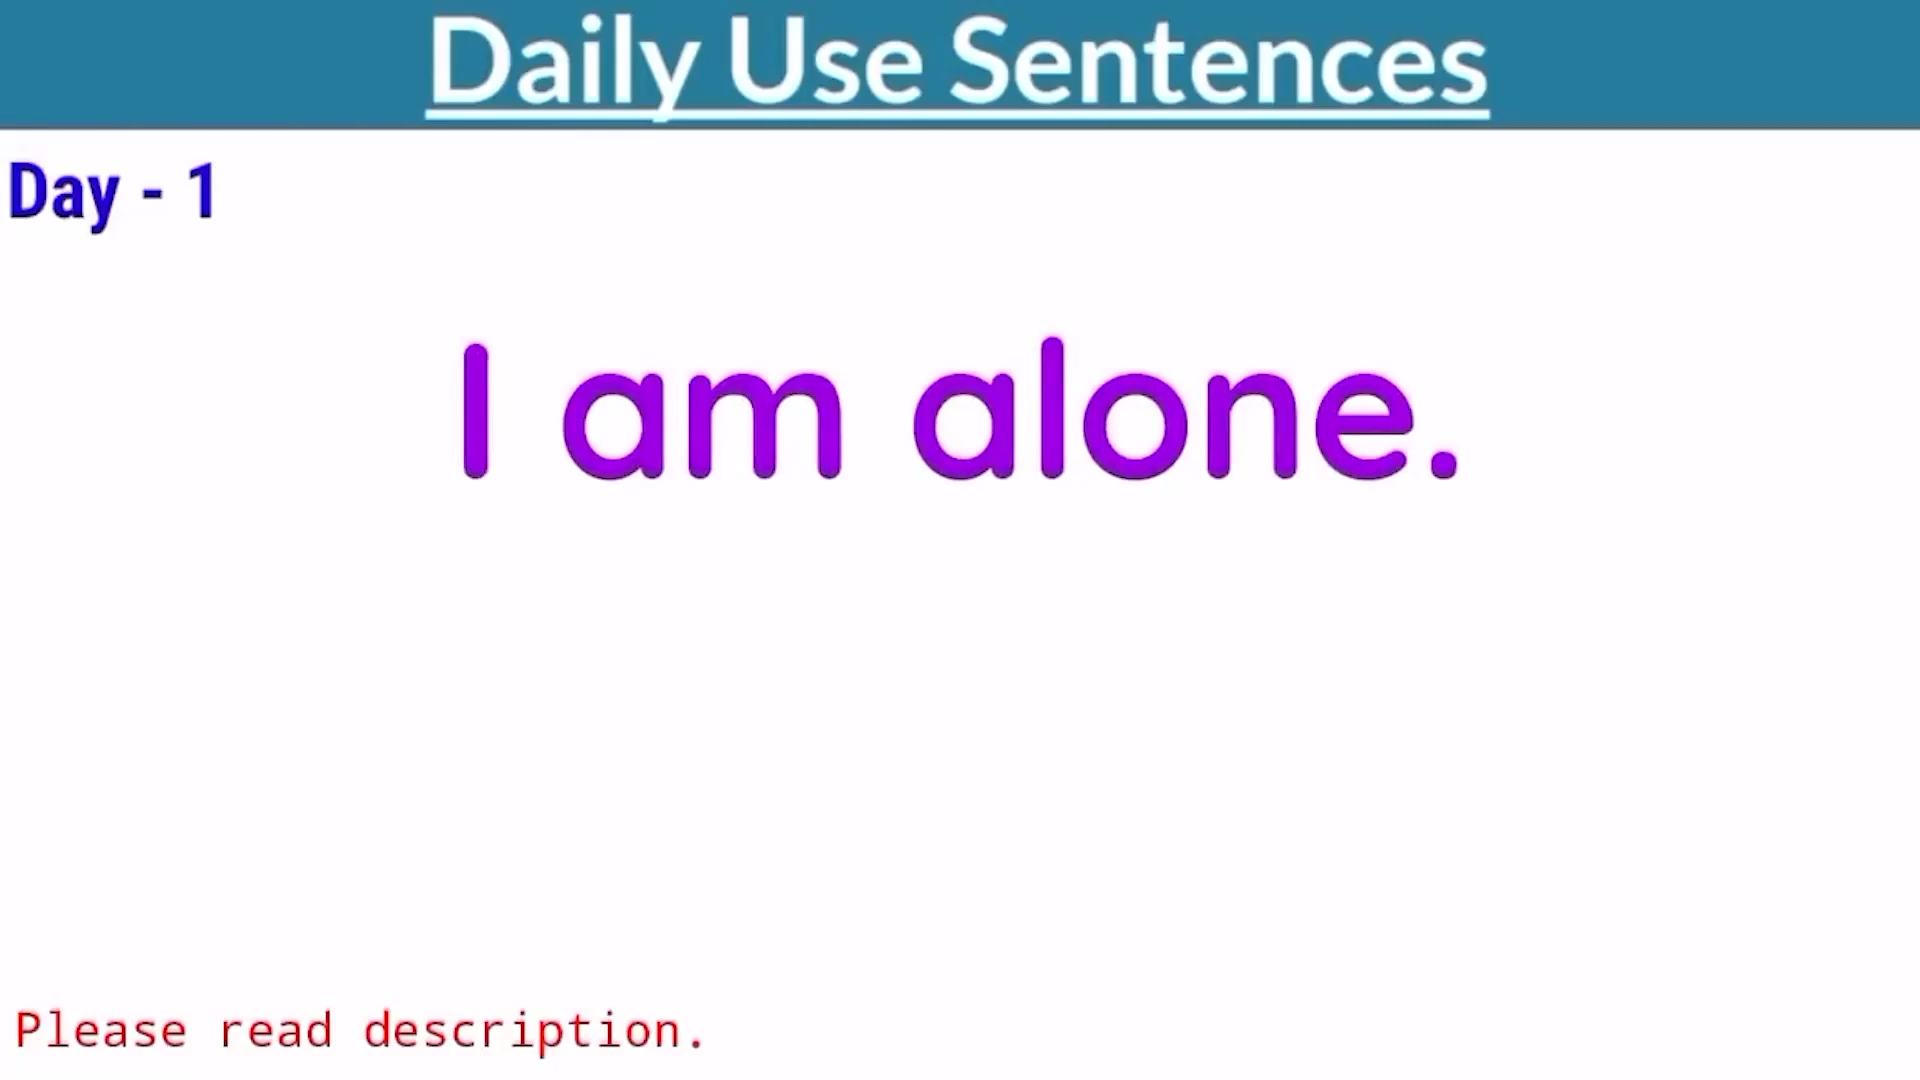 Daily Use Sentences
Day - 1
I am alone.
Please read description.